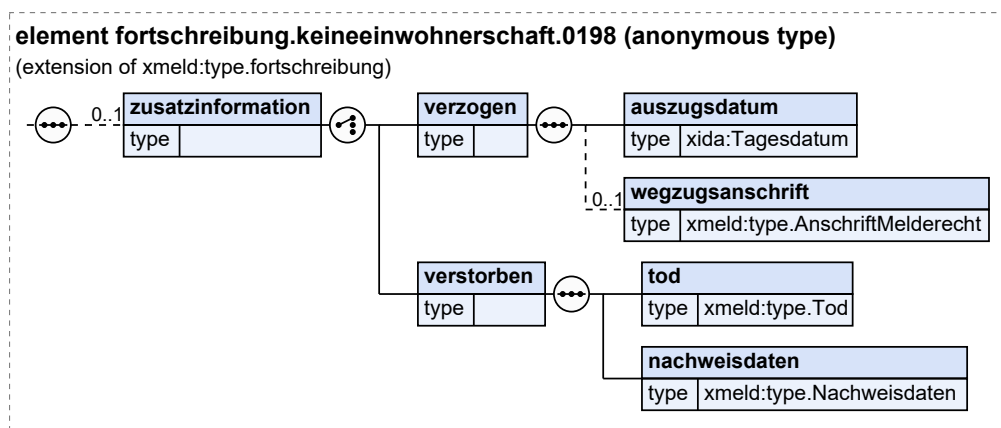 element fortschreibung.keineeinwohnerschaft.0198 (anonymous type)
(extension of xmeld:type.fortschreibung)
0..1
zusatzinformation
type
verzogen
type
auszugsdatum
type xida:Tagesdatum
0..1
wegzugsanschrift
type xmeld:type.AnschriftMelderecht
verstorben
type
tod
type xmeld:type.Tod
nachweisdaten
type xmeld:type.Nachweisdaten